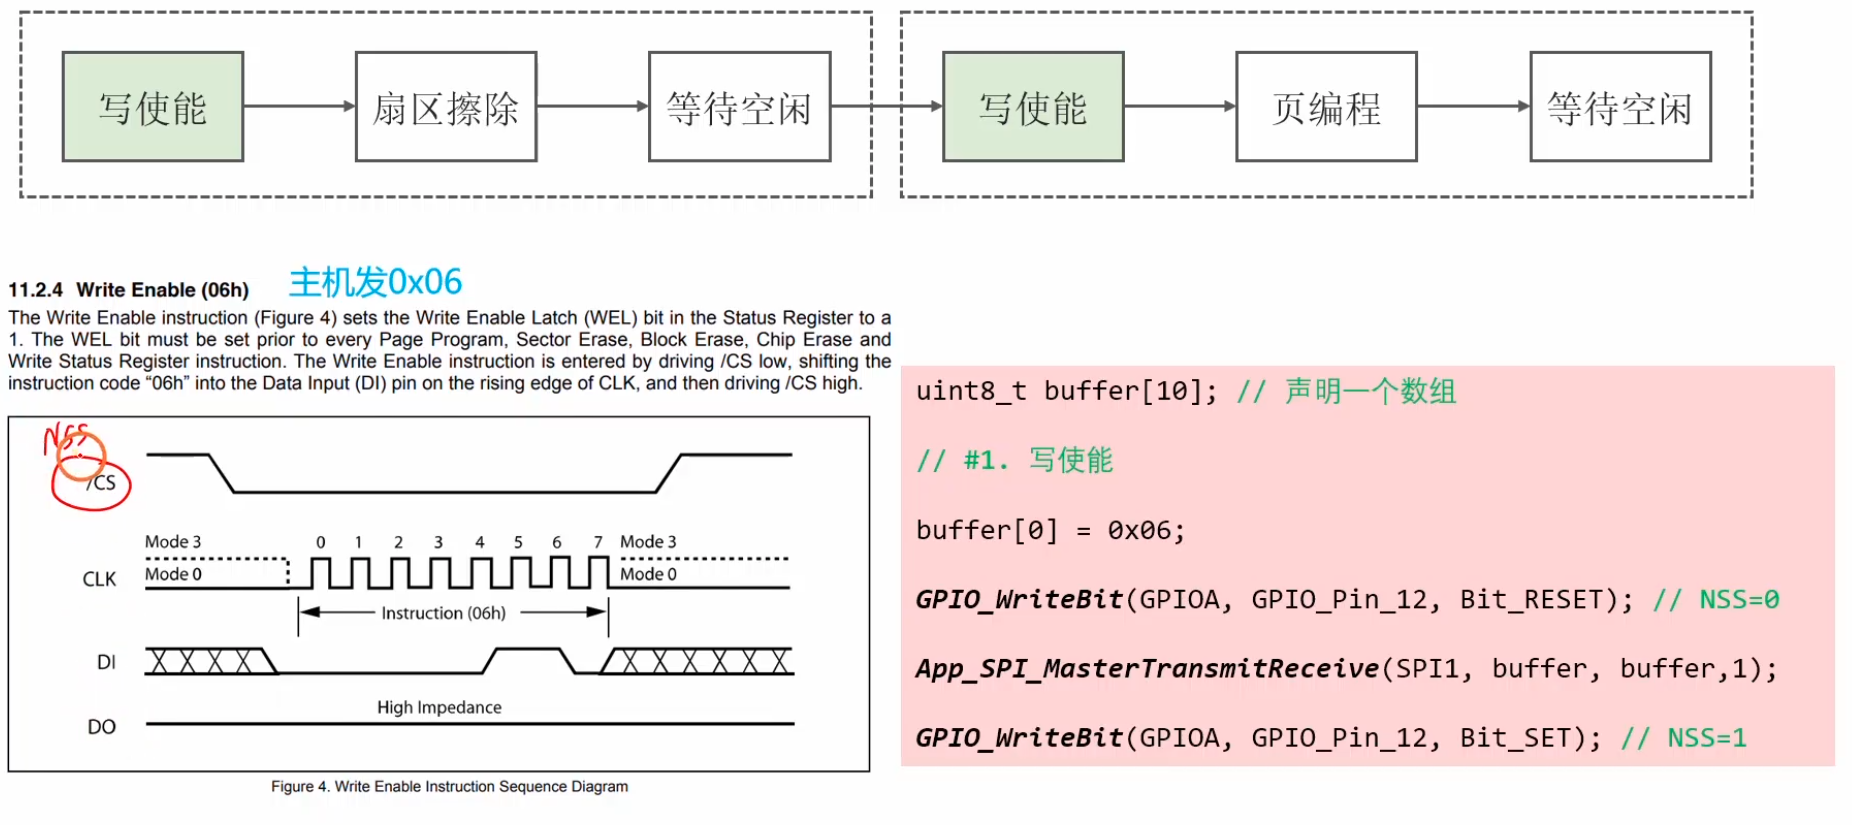 写使能
扇区擦除
等待空闲
写使能
页编程
等待空闲
11.2.4 Write Enable (06h)
主机发0x06
The Write Enable instruction (Figure 4) sets the Write Enable Latch (WEL) bit in the Status Register to a
1. The WEL bit must be set prior to every Page Program, Sector Erase, Block Erase, Chip Erase and
Write Status Register instruction. The Write Enable instruction is entered by driving /CS low, shifting the
instruction code “06h” into the Data Input (DI) pin on the rising edge of CLK, and then driving /CS high.
NSS
/CS
Mode 3
0 1 2 3 4 5 6 7
Mode 3
CLK
Mode 0
Mode 0
Instruction (06h)
DI
High Impedance
DO
Figure 4. Write Enable Instruction Sequence Diagram
uint8_t buffer[10]; // 声明一个数组
// #1. 写使能
buffer[0] = 0x06;
GPIO_WriteBit(GPIOA, GPIO_Pin_12, Bit_RESET); // NSS=0
App_SPI_MasterTransmitReceive(SPI1, buffer, buffer,1);
GPIO_WriteBit(GPIOA, GPIO_Pin_12, Bit_SET); // NSS=1